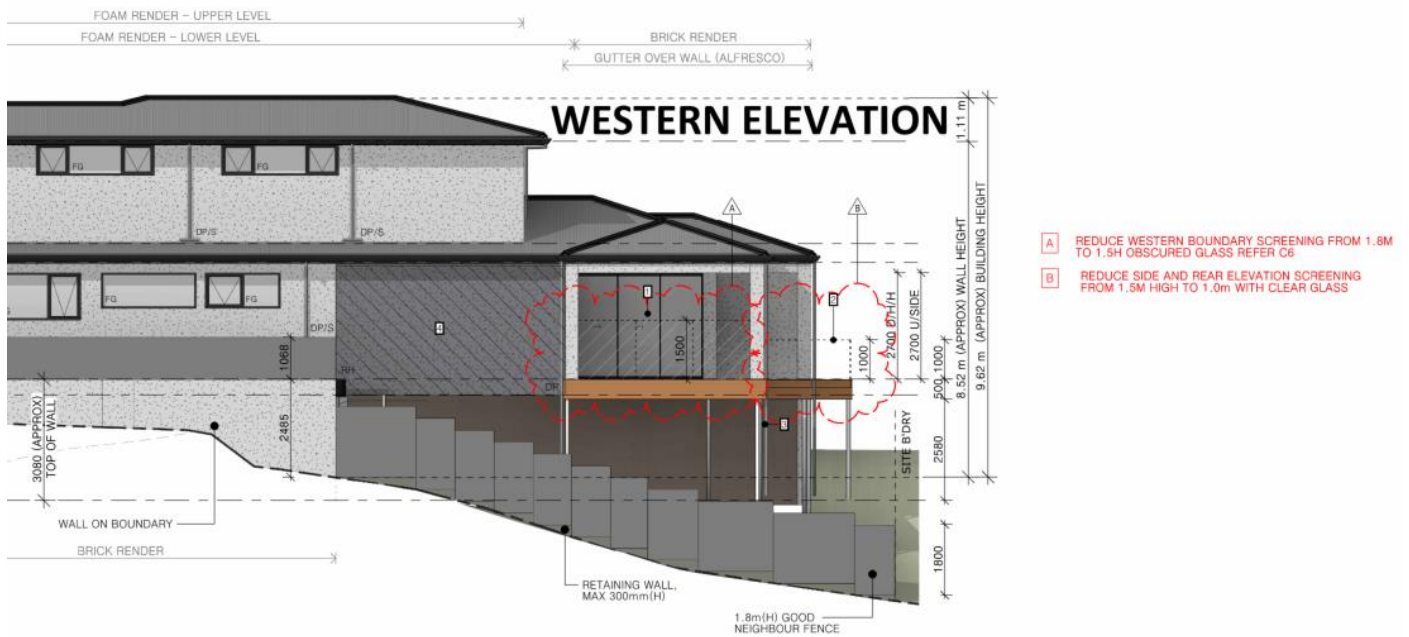 FOAM RENDER - UPPER LEVEL
FOAM RENDER - LOWER LEVEL
BRICK RENDER
GUTTER OVER WALL (ALFRESCO)
WESTERN ELEVATION
1.11 m
8.52 m (APPROX) WALL HEIGHT
9.62 m (APPROX) BUILDING HEIGHT
A
B
A REDUCE WESTERN BOUNDARY SCREENING FROM 1.8M
TO 1.5H OBSCURED GLASS REFER C6
B REDUCE SIDE AND REAR ELEVATION SCREENING
FROM 1.5M HIGH TO 1.0m WITH CLEAR GLASS
FG
FG
DP/S
DP/S
FG
FG
FG
DP/S
1
2
3
4
1500
1000
2700 U/H/H
2700 U/SIDE
1000
500
2580
1800
1068
2485
3080 (APPROX)
TOP OF WALL
RH
DR
SITE B'DRY
WALL ON BOUNDARY
BRICK RENDER
RETAINING WALL,
MAX 300mm(H)
1.8m(H) GOOD
NEIGHBOUR FENCE